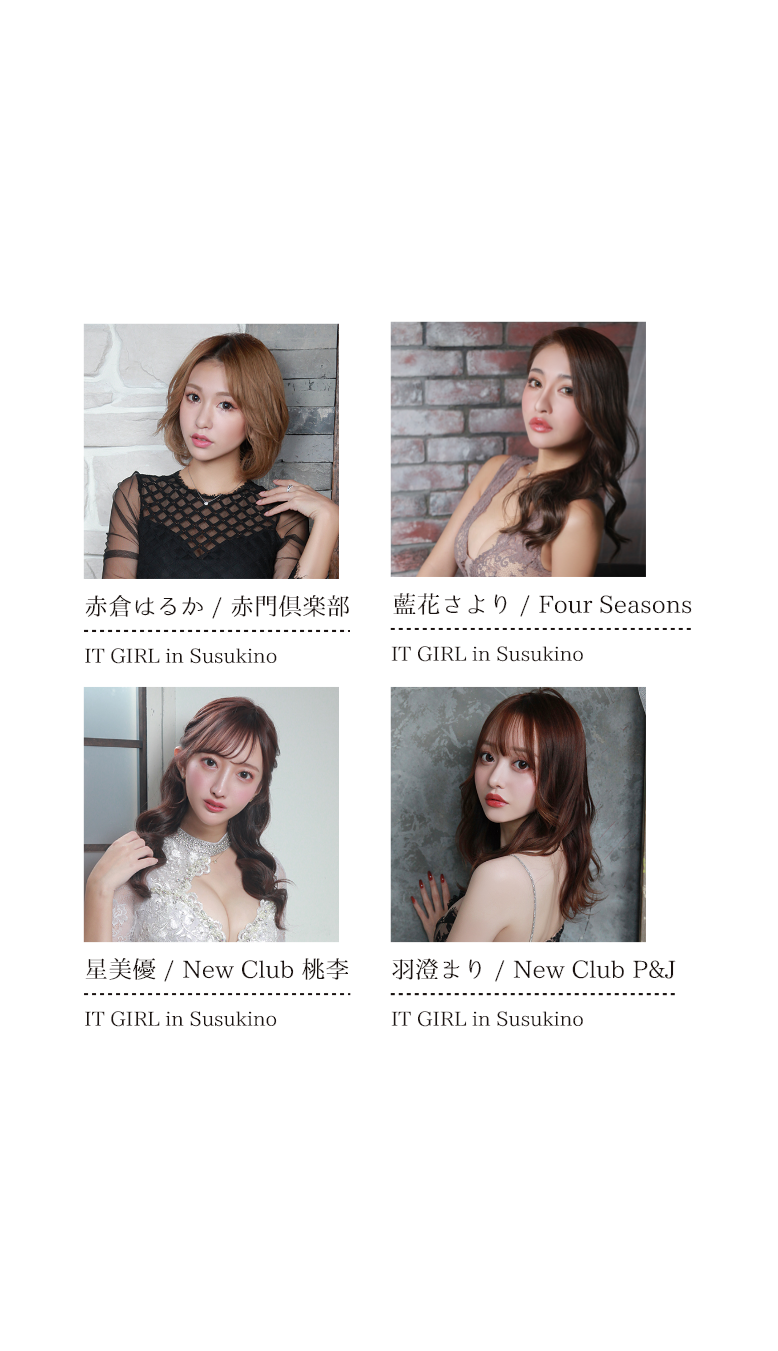 赤倉はるか / 赤門倶楽部
IT GIRL in Susukino
藍花さより / Four Seasons
IT GIRL in Susukino
星美優 / New Club 桃李
IT GIRL in Susukino
羽澄まり / New Club P&J
IT GIRL in Susukino